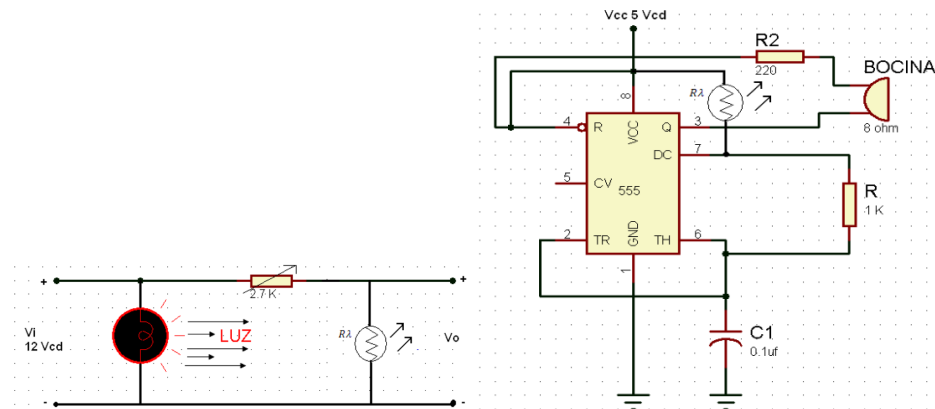 +
2.7 K
+
Vi
12 Vcd
LUZ
Rλ
Vo
-
-
Vcc 5 Vcd
R2
220
BOCINA
8 ohm
Rλ
8
4
R
VCC
Q
3
DC
7
5
CV
555
R
1 K
2
TR
GND
TH
6
1
C1
0.1uf